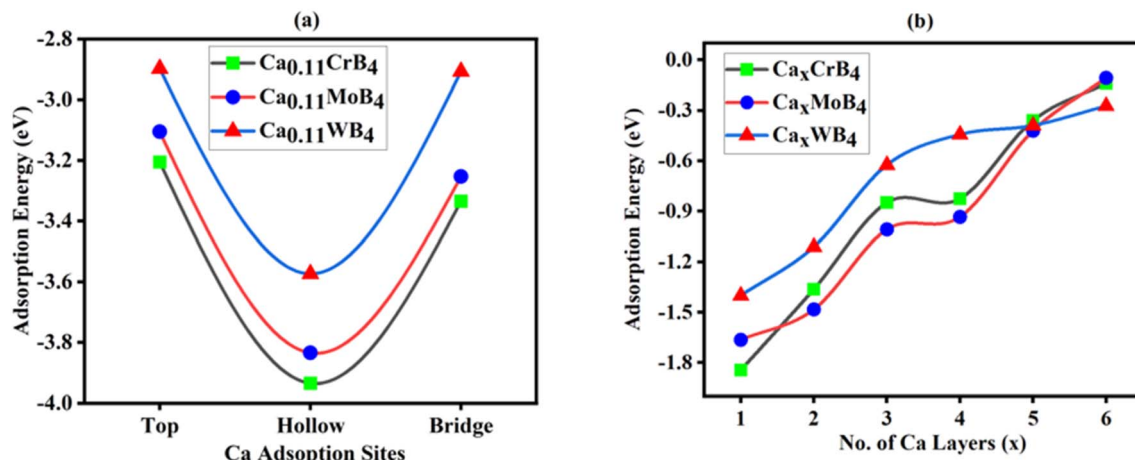 (a)
-2.8
-3.0
-3.2
-3.4
-3.6
-3.8
-4.0
Adsorption Energy (eV)
Ca0.11CrB4
Ca0.11MoB4
Ca0.11WB4
Top Hollow Bridge
Ca Adsoption Sites
(b)
0.0
-0.3
-0.6
-0.9
-1.2
-1.5
-1.8
Adsorption Energy (eV)
CaxCrB4
CaxMoB4
CaxWB4
1 2 3 4 5 6
No. of Ca Layers (x)